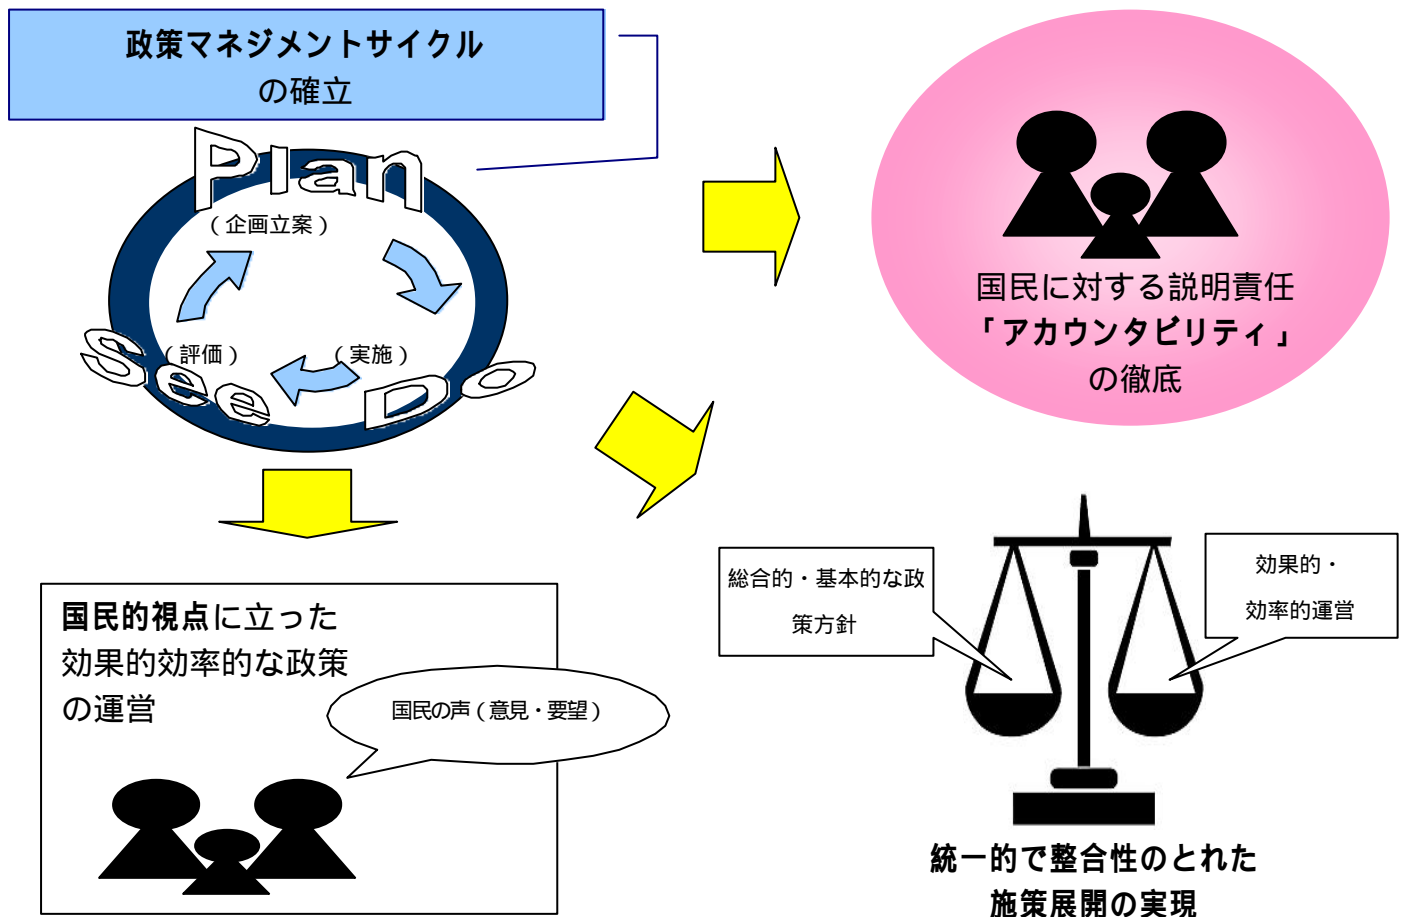 政策マネジメントサイクル
の確立
Plan
（企画立案）
See
（評価）
（実施）
Do
国民に対する説明責任
「アカウンタビリティ」
の徹底
国民的視点に立った
効果的効率的な政策
の運営
国民の声（意見・要望）
総合的・基本的な政
策方針
効果的・
効率的運営
統一的で整合性のとれた
施策展開の実現